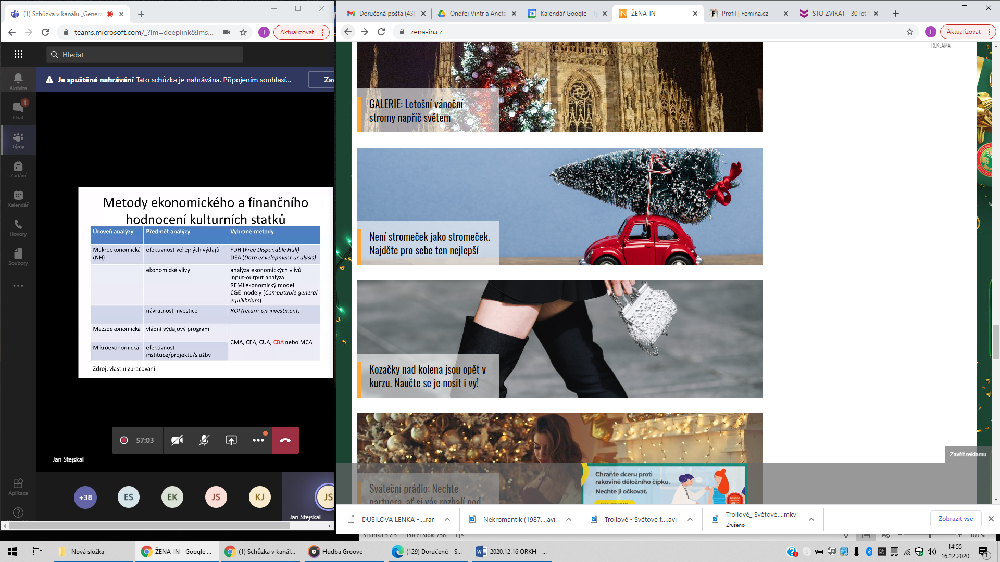 (1) Schůzka v kanálu „Genera
teams.microsoft.com/_?lm=deeplink&lms...
I
Aktualizovat
Hledat
Je spuštěné nahrávání Tato schůzka je nahrávána. Připojením souhlasí...
Aktivita
1
Chat
Týmy
Zadání
Kalendář
Hovory
Soubory
Aplikace
Metody ekonomického a finančního
hodnocení kulturních statků
Úroveň analýzy Předmět analýzy Vybrané metody
Makroekonomická
(NH)
efektivnost veřejných výdajů
FDH (Free Disponable Hull)
DEA (Data envelopment analysis)
ekonomické vlivy
analýza ekonomických vlivů
input-output analýza
REMI ekonomický model
CGE modely (Computable general
equilibrium)
návratnost investice ROI (return-on-investment)
Mezzoekonomická vládní výdajový program
CMA, CEA, CUA, CBA nebo MCA
Mikroekonomická
efektivnost
instituce/projektu/služby
Zdroj: vlastní zpracování
57:03
Jan Stejskal
+38 ES EK JS KJ JS
Jan Stejskal
Doručená pošta (43)
Ondřej Vintr a Aneta
16 Kalendář Google - T
IN ŽENA-IN
Profil | Femina.cz
STO ZVIRAT - 30 let
zena-in.cz
I
Aktualizovat
REKLAMA
GALERIE: Letošní vánoční
stromy napříč světem
Není stromeček jako stromeček.
Najděte pro sebe ten nejlepší
Kozačky nad kolena jsou opět v
kurzu. Naučte se je nosit i vy!
Sváteční prádlo: Nechte
partnera, ať si vás rozbalí pod
Zavřít reklamu
Chraňte dceru proti
rakovině děložního čípku.
Nechte ji očkovat.
VÍCE INFORMACÍ
WHO
DUSILOVA LENKA -....rar
Nekromantik (1987....avi
Trollové - Světové t....avi
Trollové_ Světové....mkv
Zrušeno
Zobrazit vše
Stránka 3 z 3 Počet slov: 756
100 %
Nová složka
ŽENA-IN - Google ...
(1) Schůzka v kanál...
Hudba Groove
(129) Doručené – S...
2020.12.16 ORKH - ...
14:55
16.12.2020
1